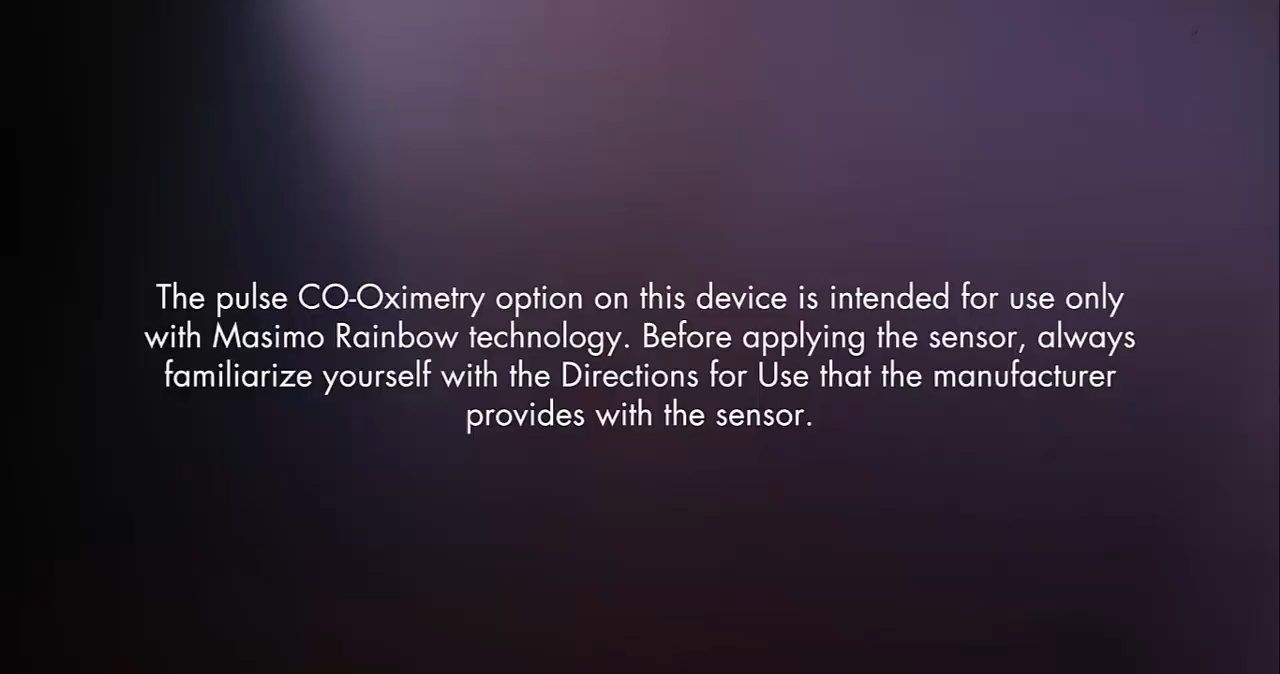 The pulse CO-Oximetry option on this device is intended for use only
with Masimo Rainbow technology. Before applying the sensor, always
familiarize yourself with the Directions for Use that the manufacturer
provides with the sensor.